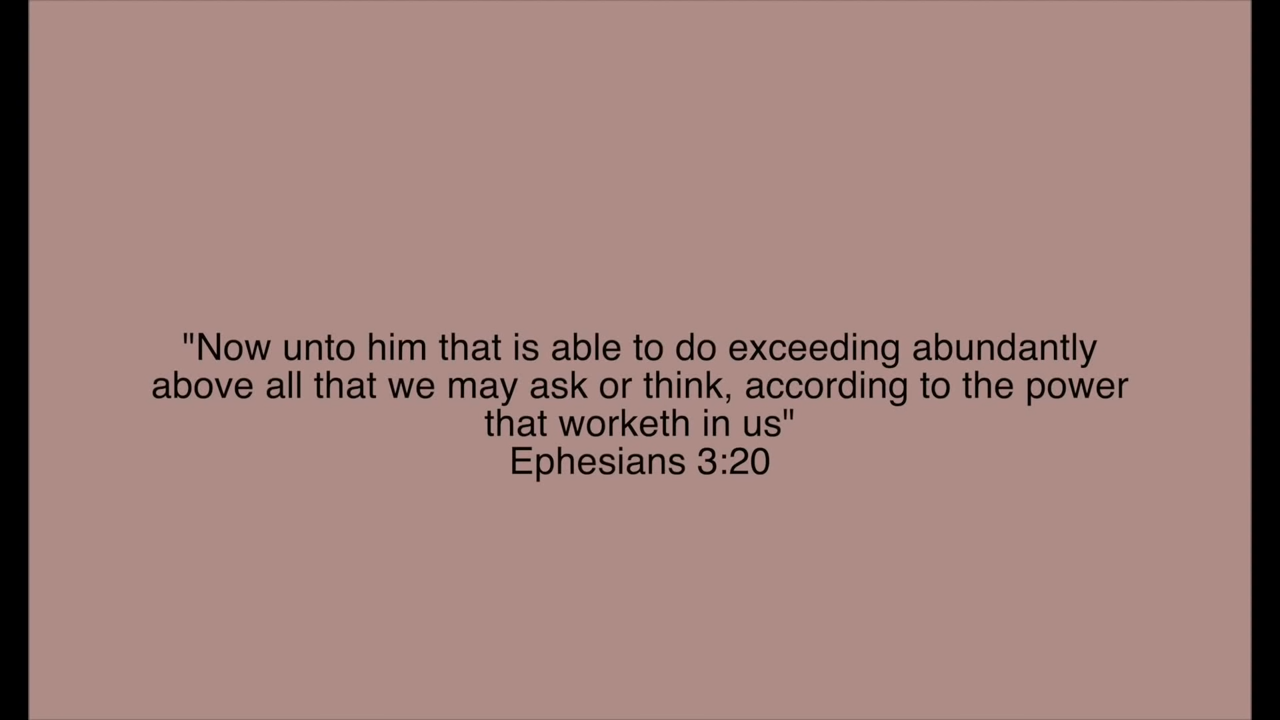 "Now unto him that is able to do exceeding abundantly
above all that we may ask or think, according to the power
that worketh in us"
Ephesians 3:20